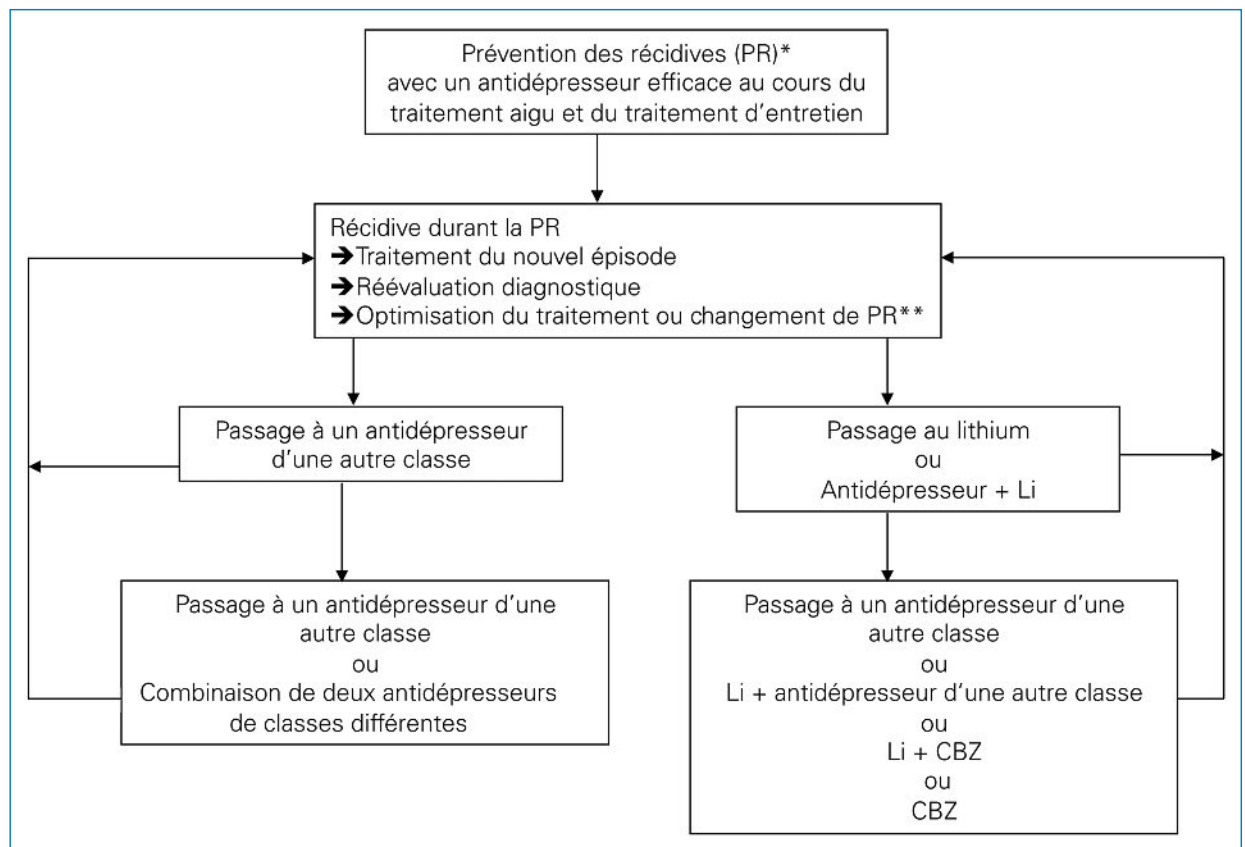 Prévention des récidives (PR)*
avec un antidépresseur efficace au cours du
traitement aigu et du traitement d'entretien
Récidive durant la PR
➔Traitement du nouvel épisode
➔Réévaluation diagnostique
➔Optimisation du traitement ou changement de PR**
Passage à un antidépresseur
d'une autre classe
Passage au lithium
ou
Antidépresseur + Li
Passage à un antidépresseur d'une
autre classe
ou
Combinaison de deux antidépresseurs
de classes différentes
Passage à un antidépresseur d'une
autre classe
ou
Li + antidépresseur d'une autre classe
ou
Li + CBZ
ou
CBZ